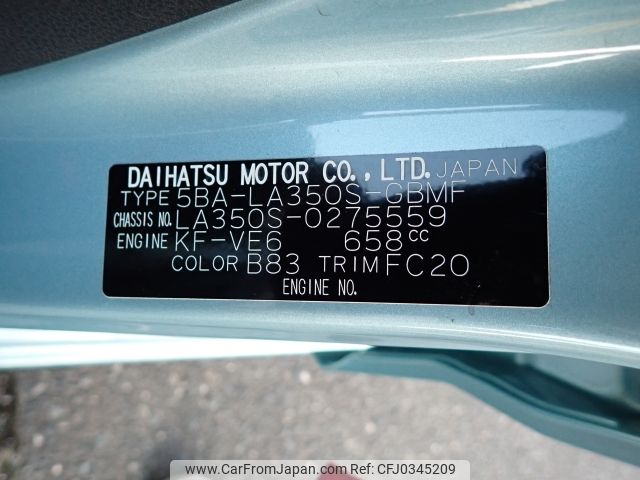 DAIHATSU MOTOR CO., LTD. JAPAN
TYPE 5BA-LA350S-GBMF
CHASSIS NO. LA350S-0275559
ENGINE KF-VE6 658cc
COLOR B83 TRIM FC20
ENGINE NO.
www.CarFromJapan.com | © CarFromJapan | CFJ0345209